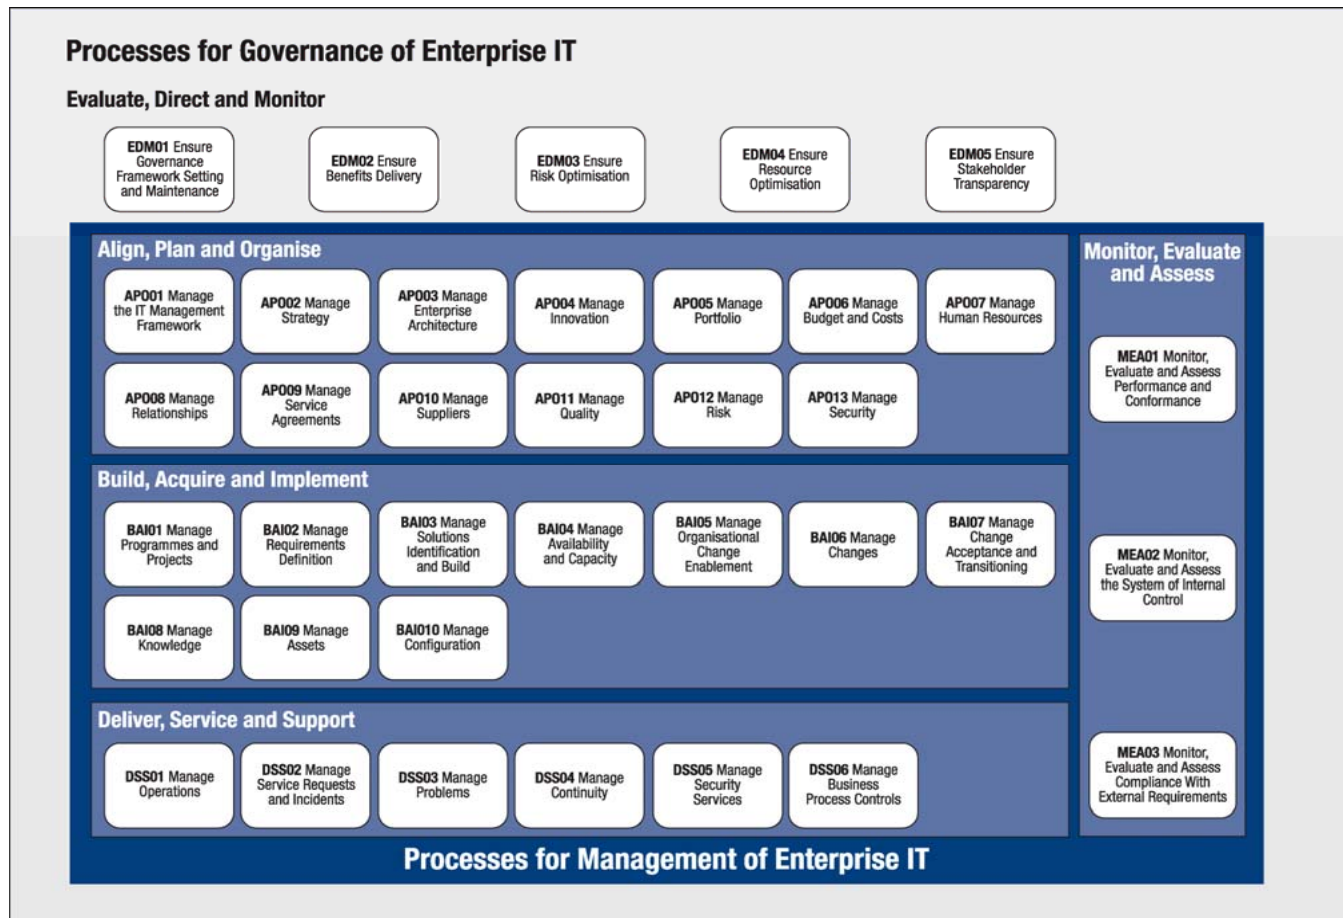 Processes for Governance of Enterprise IT
Evaluate, Direct and Monitor
EDM01 Ensure
Governance
Framework Setting
and Maintenance
EDM02 Ensure
Benefits Delivery
EDM03 Ensure
Risk Optimisation
EDM04 Ensure
Resource
Optimisation
EDM05 Ensure
Stakeholder
Transparency
Align, Plan and Organise
APO01 Manage
the IT Management
Framework
APO02 Manage
Strategy
APO03 Manage
Enterprise
Architecture
APO04 Manage
Innovation
APO05 Manage
Portfolio
APO06 Manage
Budget and Costs
APO07 Manage
Human Resources
APO08 Manage
Relationships
APO09 Manage
Service
Agreements
APO10 Manage
Suppliers
APO11 Manage
Quality
APO12 Manage
Risk
APO13 Manage
Security
Build, Acquire and Implement
BAI01 Manage
Programmes and
Projects
BAI02 Manage
Requirements
Definition
BAI03 Manage
Solutions
Identification
and Build
BAI04 Manage
Availability
and Capacity
BAI05 Manage
Organisational
Change
Enablement
BAI06 Manage
Changes
BAI07 Manage
Change
Acceptance and
Transitioning
BAI08 Manage
Knowledge
BAI09 Manage
Assets
BAI010 Manage
Configuration
Deliver, Service and Support
DSS01 Manage
Operations
DSS02 Manage
Service Requests
and Incidents
DSS03 Manage
Problems
DSS04 Manage
Continuity
DSS05 Manage
Security
Services
DSS06 Manage
Business
Process Controls
Monitor, Evaluate
and Assess
MEA01 Monitor,
Evaluate and Assess
Performance and
Conformance
MEA02 Monitor,
Evaluate and Assess
the System of Internal
Control
MEA03 Monitor,
Evaluate and Assess
Compliance With
External Requirements
Processes for Management of Enterprise IT